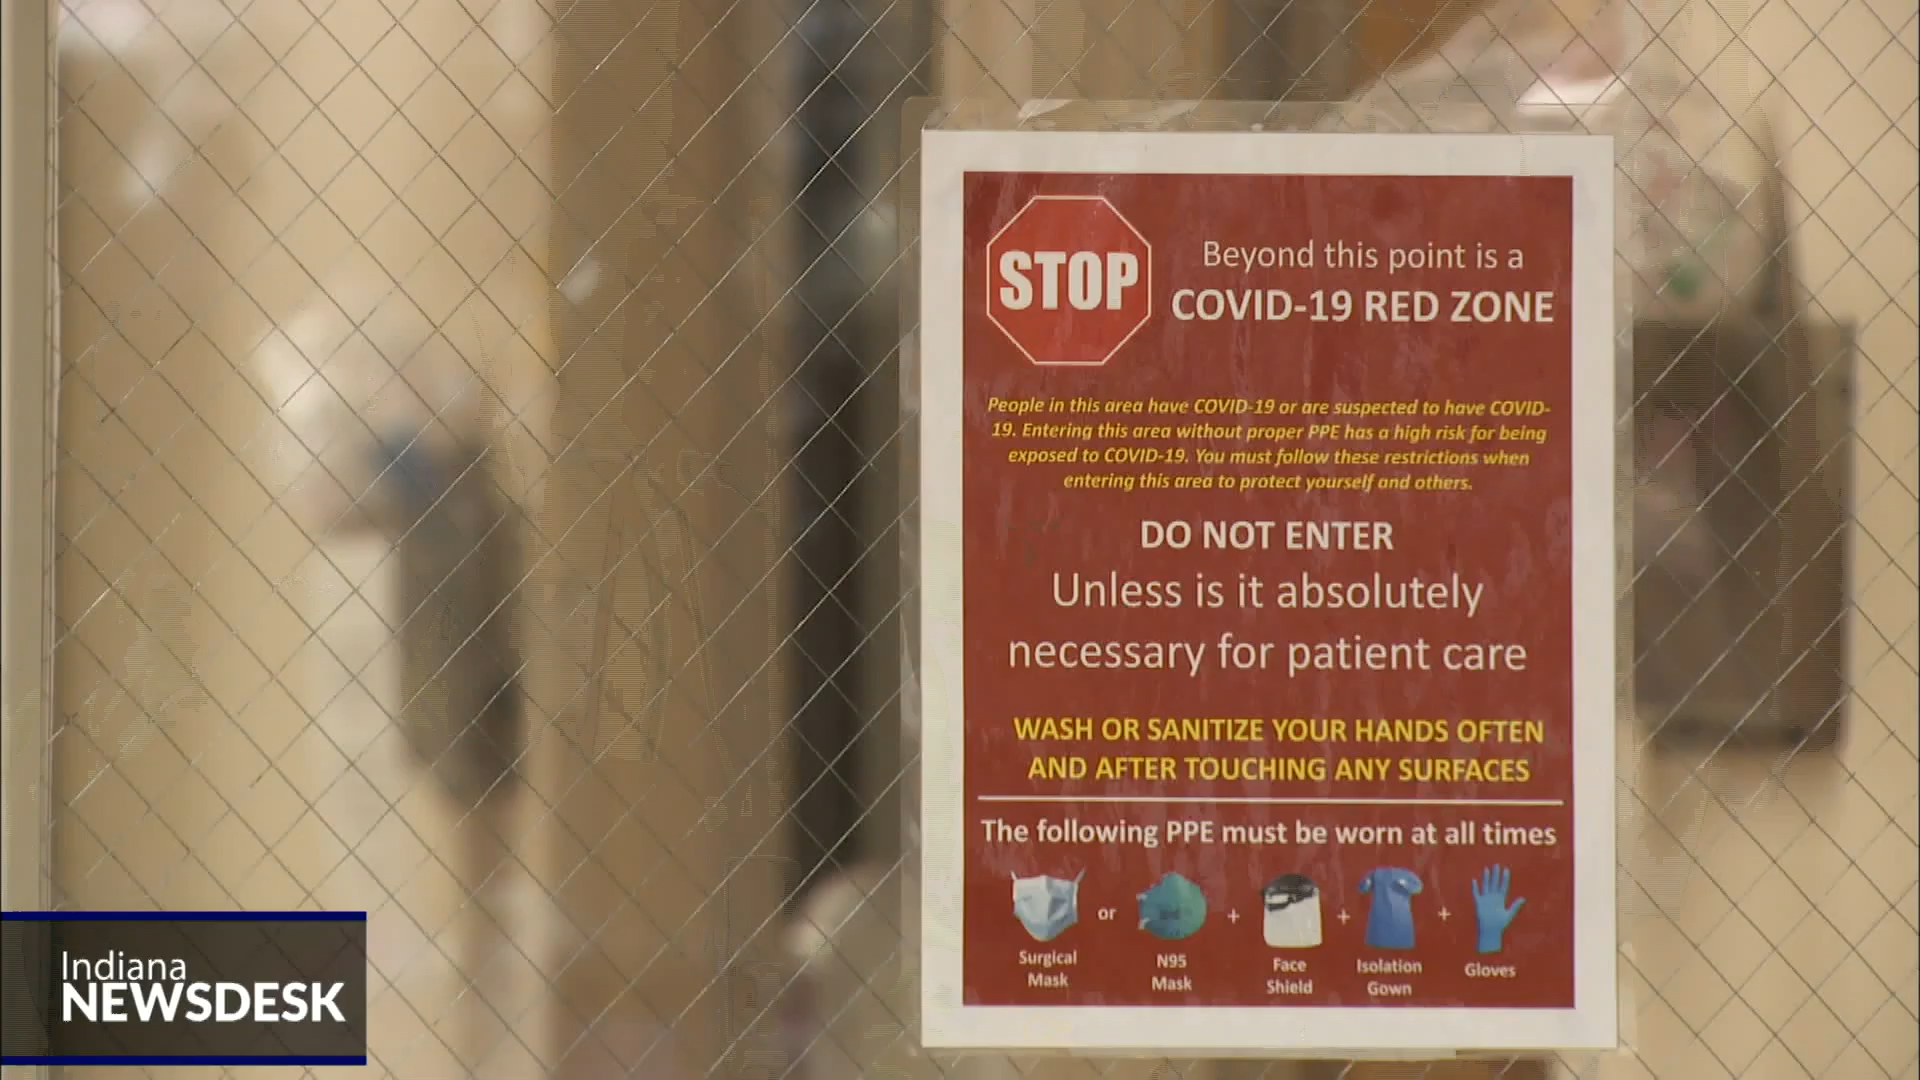 STOP
Beyond this point is a
COVID-19 RED ZONE
People in this area have COVID-19 or are suspected to have COVID-
19. Entering this area without proper PPE has a high risk for being
exposed to COVID-19. You must follow these restrictions when
entering this area to protect yourself and others.
DO NOT ENTER
Unless is it absolutely
necessary for patient care
WASH OR SANITIZE YOUR HANDS OFTEN
AND AFTER TOUCHING ANY SURFACES
The following PPE must be worn at all times
or + + +
Surgical
Mask
N95
Mask
Face
Shield
Isolation
Gown
Gloves
Indiana
NEWSDESK